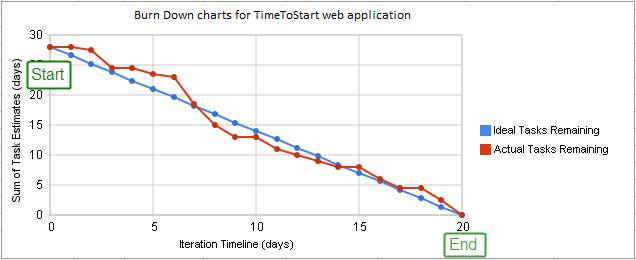 Burn Down charts for TimeToStart web application
Sum of Task Estimates (days)
30
Start
20
15
10
5
0
0
5
10
15
20
Iteration Timeline (days)
End
Ideal Tasks Remaining
Actual Tasks Remaining